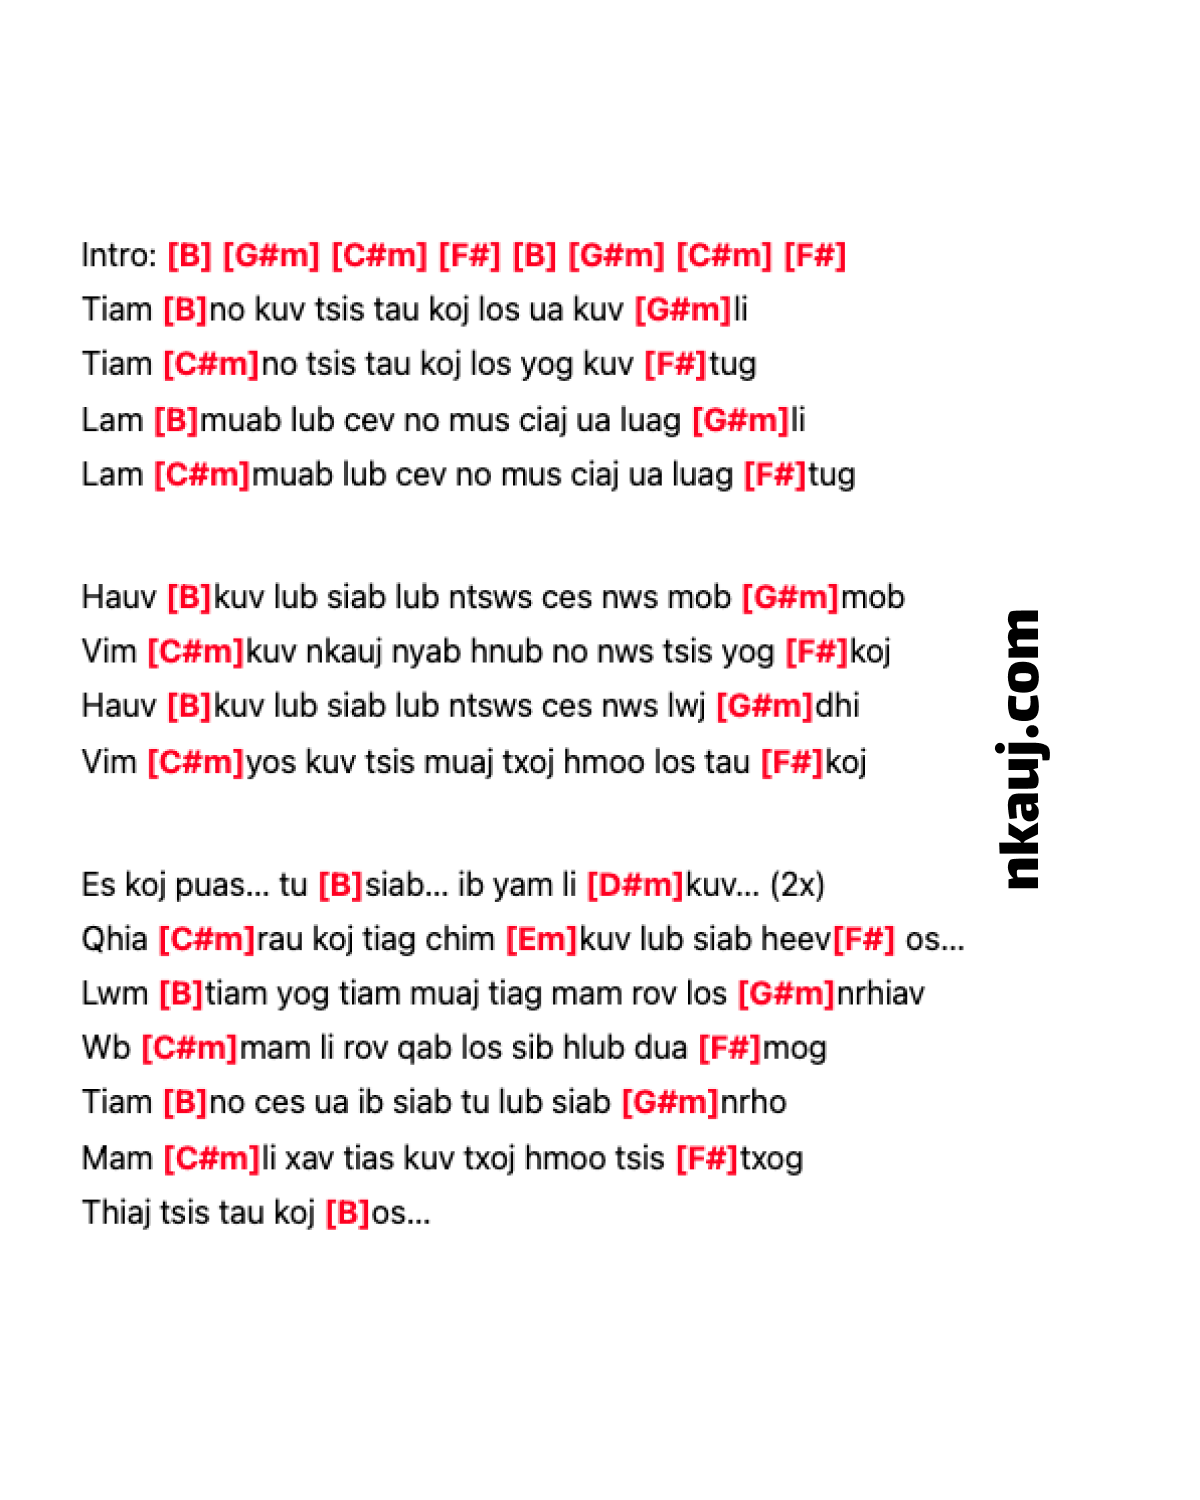 Intro: [B] [G#m] [C#m] [F#] [B] [G#m] [C#m] [F#]
Tiam [B]no kuv tsis tau koj los ua kuv [G#m]li
Tiam [C#m]no tsis tau koj los yog kuv [F#]tug
Lam [B]muab lub cev no mus ciaj ua luag [G#m]li
Lam [C#m]muab lub cev no mus ciaj ua luag [F#]tug
Hauv [B]kuv lub siab lub ntsws ces nws mob [G#m]mob
Vim [C#m]kuv nkauj nyab hnub no nws tsis yog [F#]koj
Hauv [B]kuv lub siab lub ntsws ces nws lwj [G#m]dhi
Vim [C#m]yos kuv tsis muaj txoj hmoo los tau [F#]koj
Es koj puas... tu [B]siab... ib yam li [D#m]kuv... (2x)
Qhia [C#m]rau koj tiag chim [Em]kuv lub siab heev[F#] os...
Lwm [B]tiam yog tiam muaj tiag mam rov los [G#m]nrhiav
Wb [C#m]mam li rov qab los sib hlub dua [F#]mog
Tiam [B]no ces ua ib siab tu lub siab [G#m]nrho
Mam [C#m]li xav tias kuv txoj hmoo tsis [F#]txog
Thiaj tsis tau koj [B]os...
nkauj.com